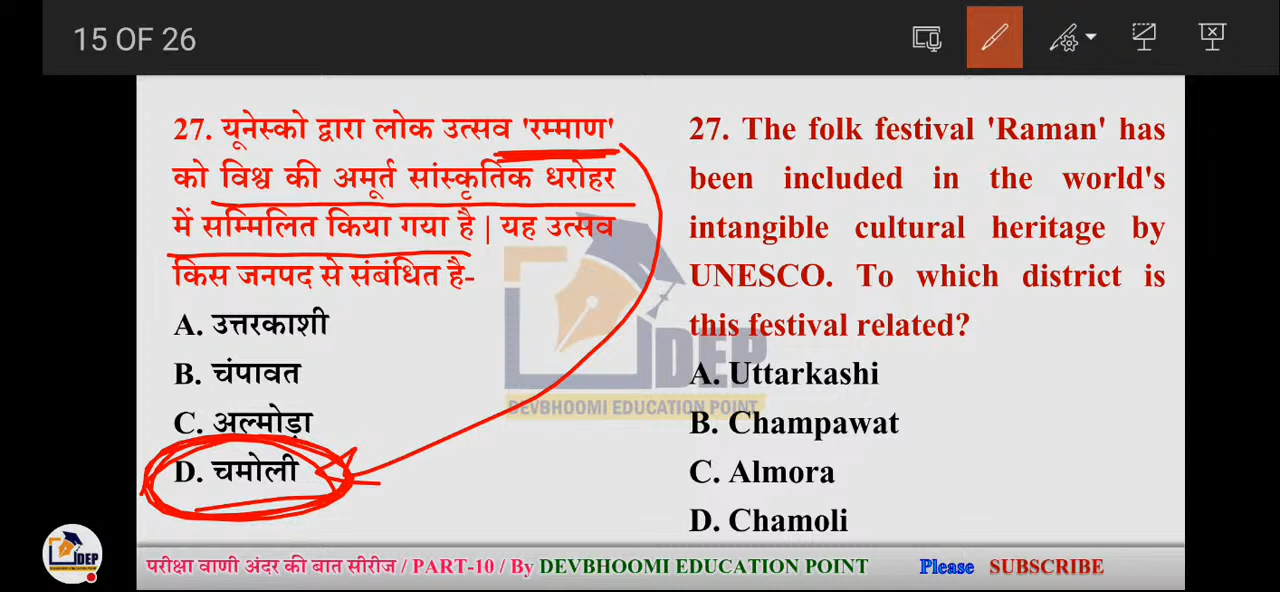 15 OF 26
27. यूनेस्को द्वारा लोक उत्सव 'रम्माण'
को विश्व की अमूर्त सांस्कृतिक धरोहर
में सम्मिलित किया गया है | यह उत्सव
किस जनपद से संबंधित है-
A. उत्तरकाशी
B. चंपावत
C. अल्मोड़ा
D. चमोली
27. The folk festival 'Raman' has
been included in the world's
intangible cultural heritage by
UNESCO. To which district is
this festival related?
A. Uttarkashi
B. Champawat
C. Almora
D. Chamoli
DEP
DEVBHOOMI EDUCATION POINT
DEP
परीक्षा वाणी अंदर की बात सीरीज / PART-10 / By DEVBHOOMI EDUCATION POINT Please SUBSCRIBE